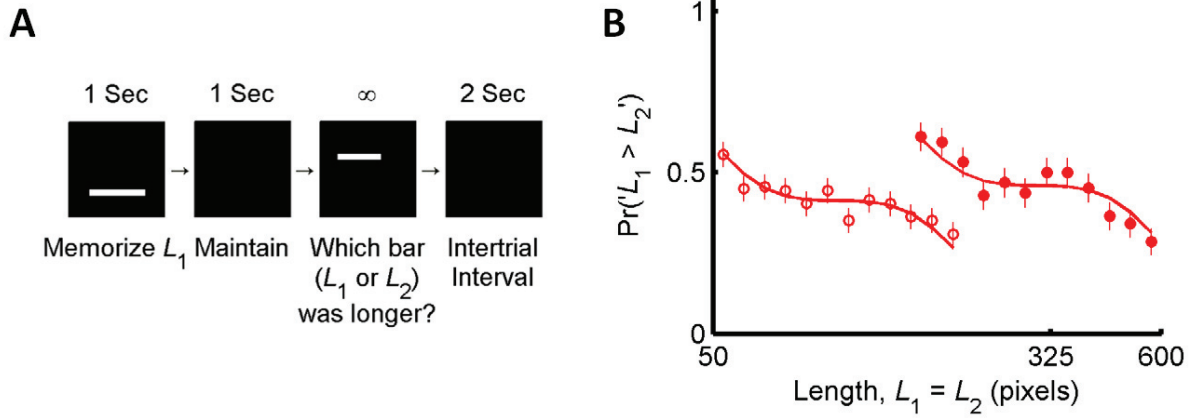 A
1 Sec 1 Sec ∞ 2 Sec
→ → →
Memorize L1 Maintain Which bar Intertrial
(L1 or L2) Interval
was longer?
B
1
0.5
0
Pr('L1 > L2')
50 325 600
Length, L1 = L2 (pixels)